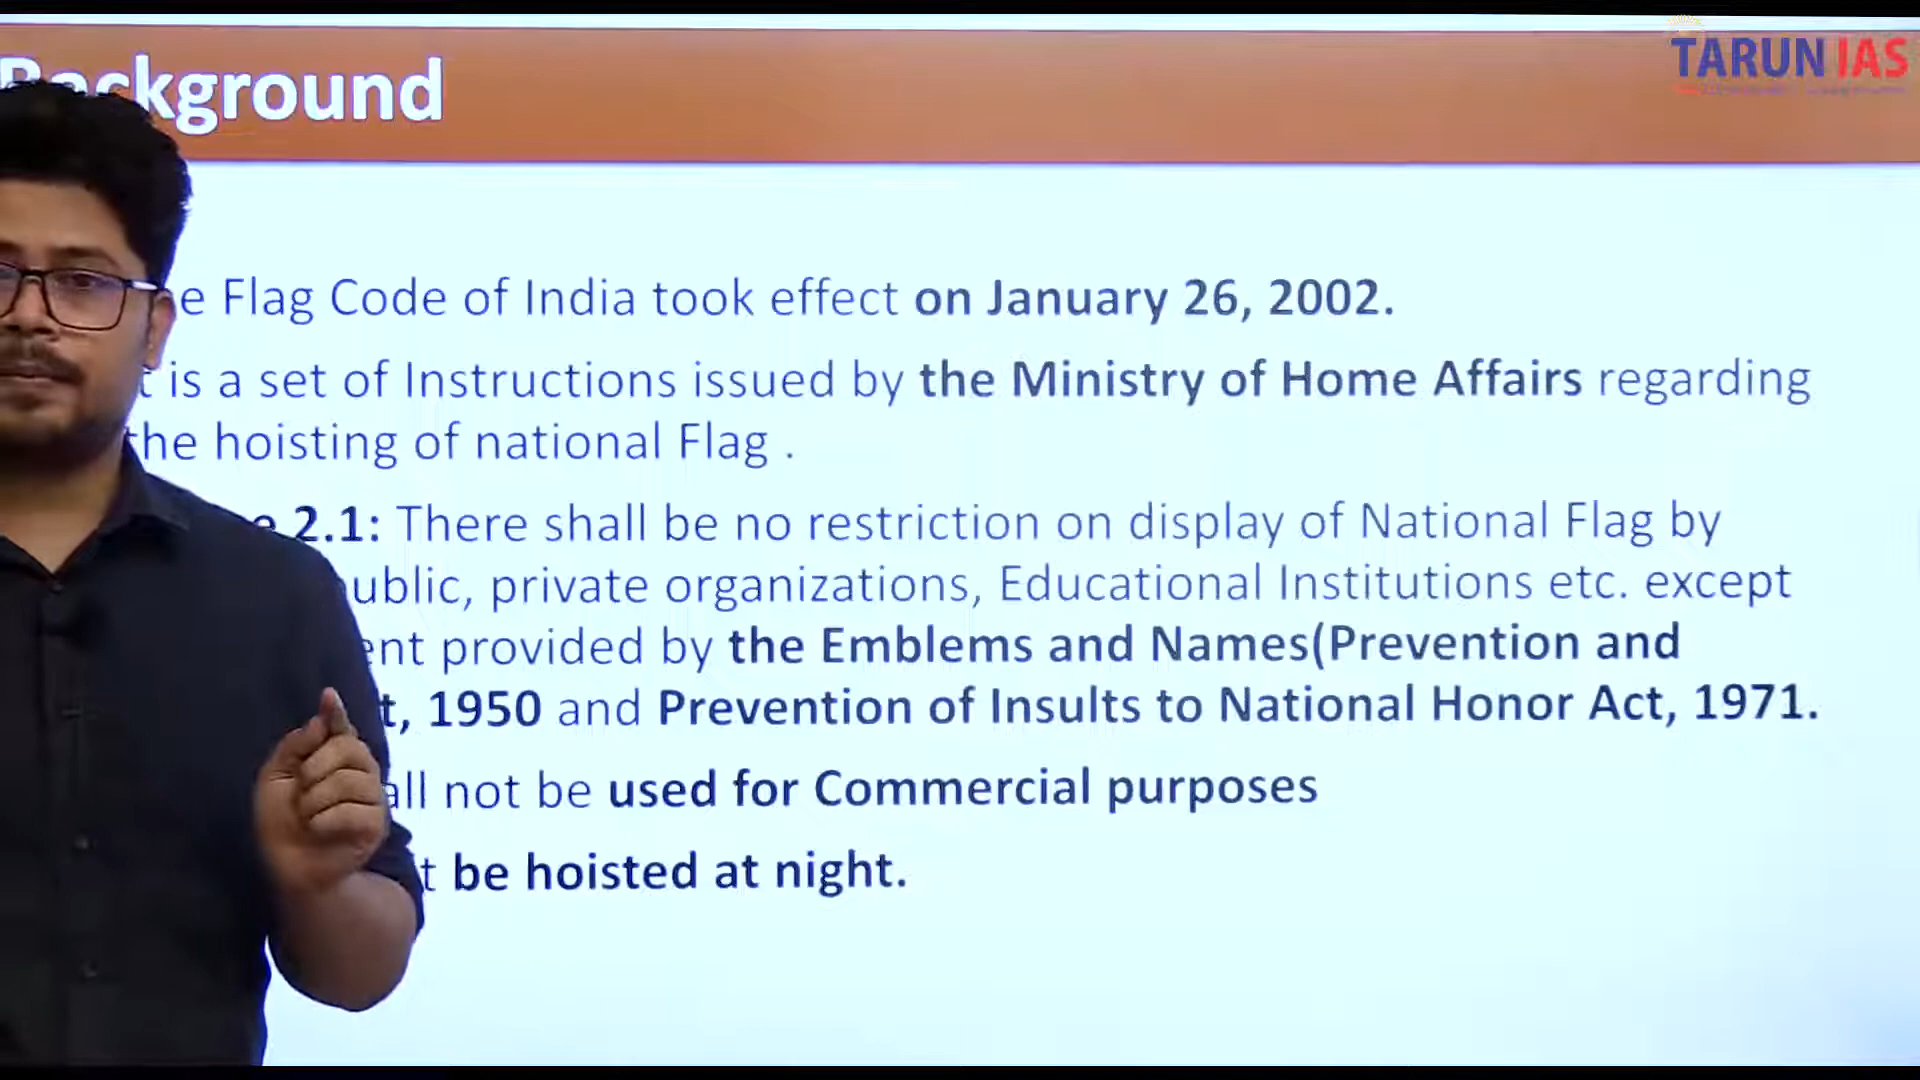 TARUN IAS
Background
e Flag Code of India took effect on January 26, 2002.
t is a set of Instructions issued by the Ministry of Home Affairs regarding
the hoisting of national Flag .
e 2.1: There shall be no restriction on display of National Flag by
ublic, private organizations, Educational Institutions etc. except
ent provided by the Emblems and Names(Prevention and
t, 1950 and Prevention of Insults to National Honor Act, 1971.
all not be used for Commercial purposes
t be hoisted at night.